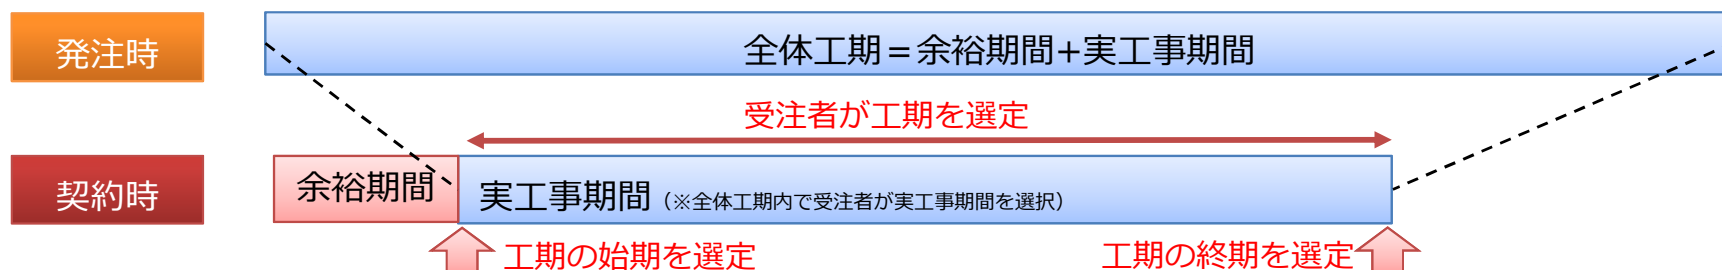 発注時
全体工期＝余裕期間+実工事期間
受注者が工期を選定
契約時
余裕期間
実工事期間（※全体工期内で受注者が実工事期間を選択）
工期の始期を選定
工期の終期を選定